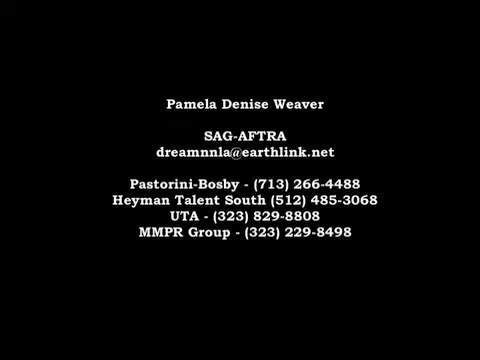 Pamela Denise Weaver
SAG-AFTRA
dreamnnla@earthlink.net
Pastorini-Bosby - (713) 266-4488
Heyman Talent South (512) 485-3068
UTA - (323) 829-8808
MMPR Group - (323) 229-8498